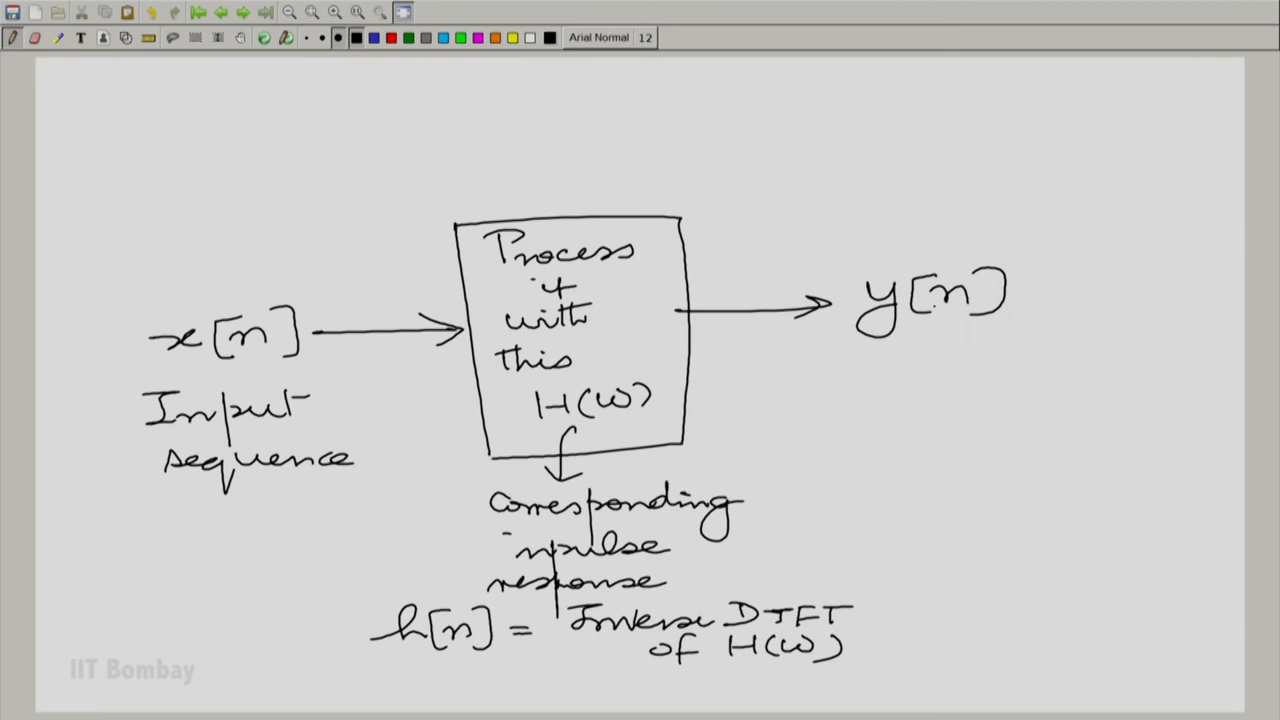 Arial Normal 12
x[n]
Input
sequence
Process
it
with
this
H(ω)
y[n]
Corresponding
impulse
response
h[n] = Inverse DTFT
of H(ω)
IIT Bombay